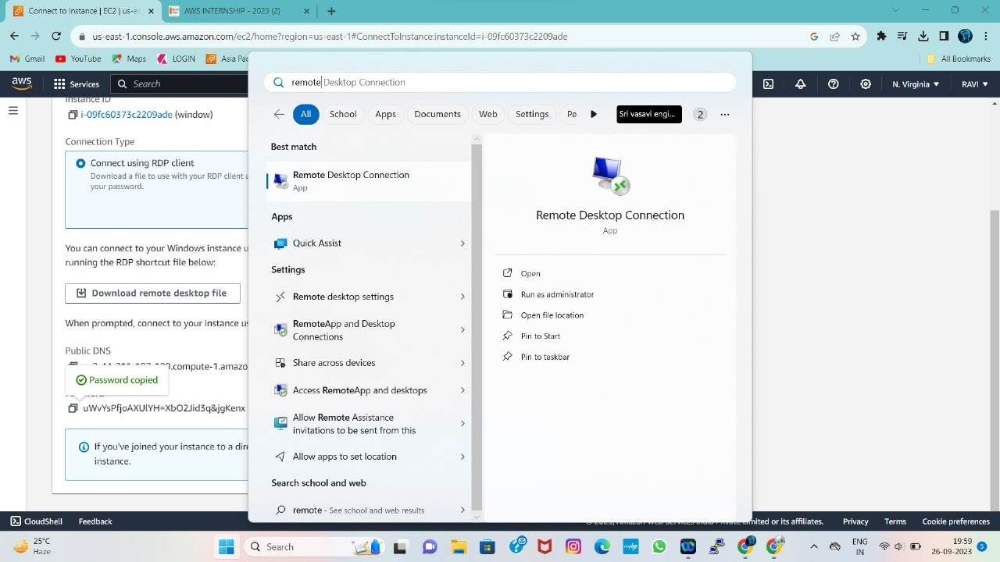 Connect to instance | EC2 | us-e
AWS INTERNSHIP - 2023 (2)
us-east-1.console.aws.amazon.com/ec2/home?region=us-east-1#ConnectToInstance:instanceId=i-09fc60373c2209ade
Gmail
YouTube
Maps
LOGIN
Asia Pac
All Bookmarks
aws
Services
Search
N. Virginia
RAVI
Instance ID
i-09fc60373c2209ade (window)
Connection Type
Connect using RDP client
Download a file to use with your RDP client a
your password.
You can connect to your Windows instance u
running the RDP shortcut file below:
Download remote desktop file
When prompted, connect to your instance us
Public DNS
.compute-1.amazo
Password copied
uWvYsPfjoAXUlYH=XbO2Jid3q&jgKenx
If you've joined your instance to a dire
instance.
remote Desktop Connection
All
School
Apps
Documents
Web
Settings
Pe
Sri vasavi engi...
2
Best match
Remote Desktop Connection
App
Apps
Quick Assist
Settings
Remote desktop settings
RemoteApp and Desktop
Connections
Share across devices
Access RemoteApp and desktops
Allow Remote Assistance
invitations to be sent from this
Allow apps to set location
Search school and web
remote - See school and web results
Remote Desktop Connection
App
Open
Run as administrator
Open file location
Pin to Start
Pin to taskbar
CloudShell
Feedback
© 2023, Amazon Web Services India Private Limited or its affiliates.
Privacy
Terms
Cookie preferences
25°C
Haze
Search
ENG
IN
19:59
26-09-2023
5